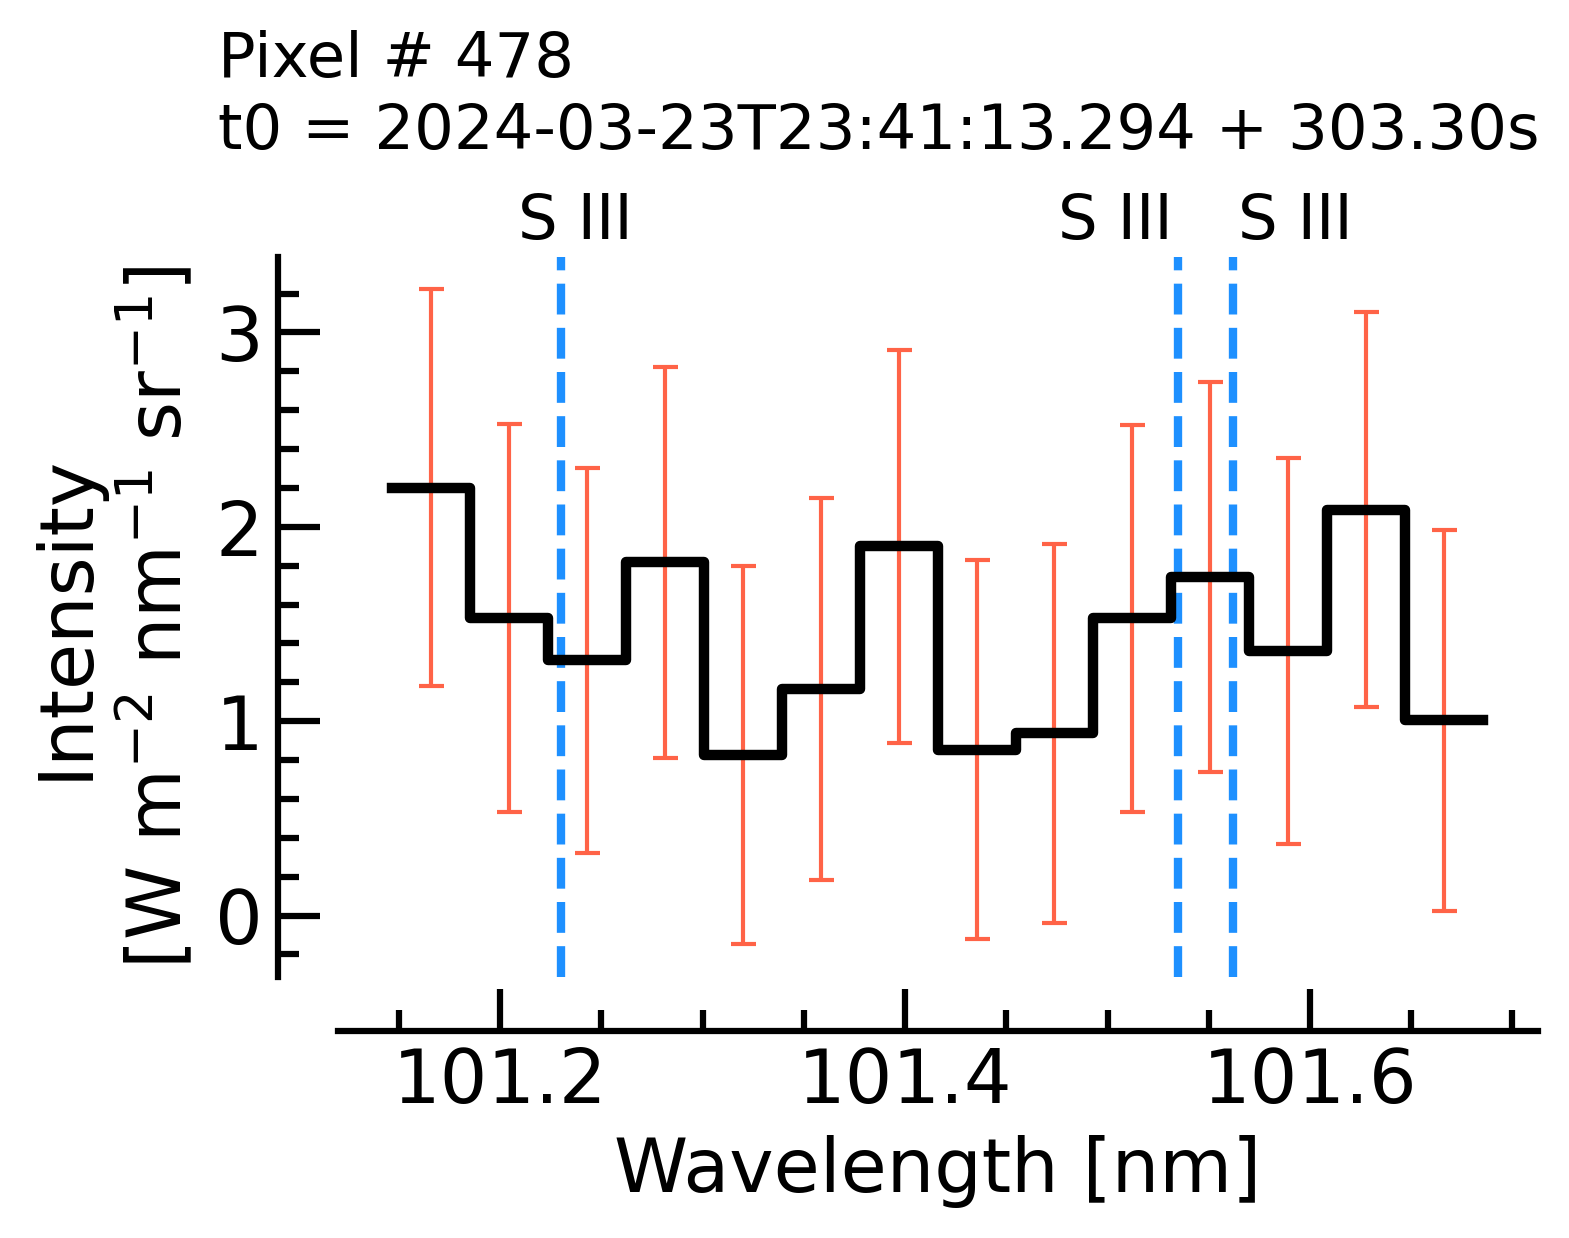 Pixel # 478
t0 = 2024-03-23T23:41:13.294 + 303.30s
S III S III S III
Intensity
[W m⁻² nm⁻¹ sr⁻¹]
3
2
1
0
101.2 101.4 101.6
Wavelength [nm]